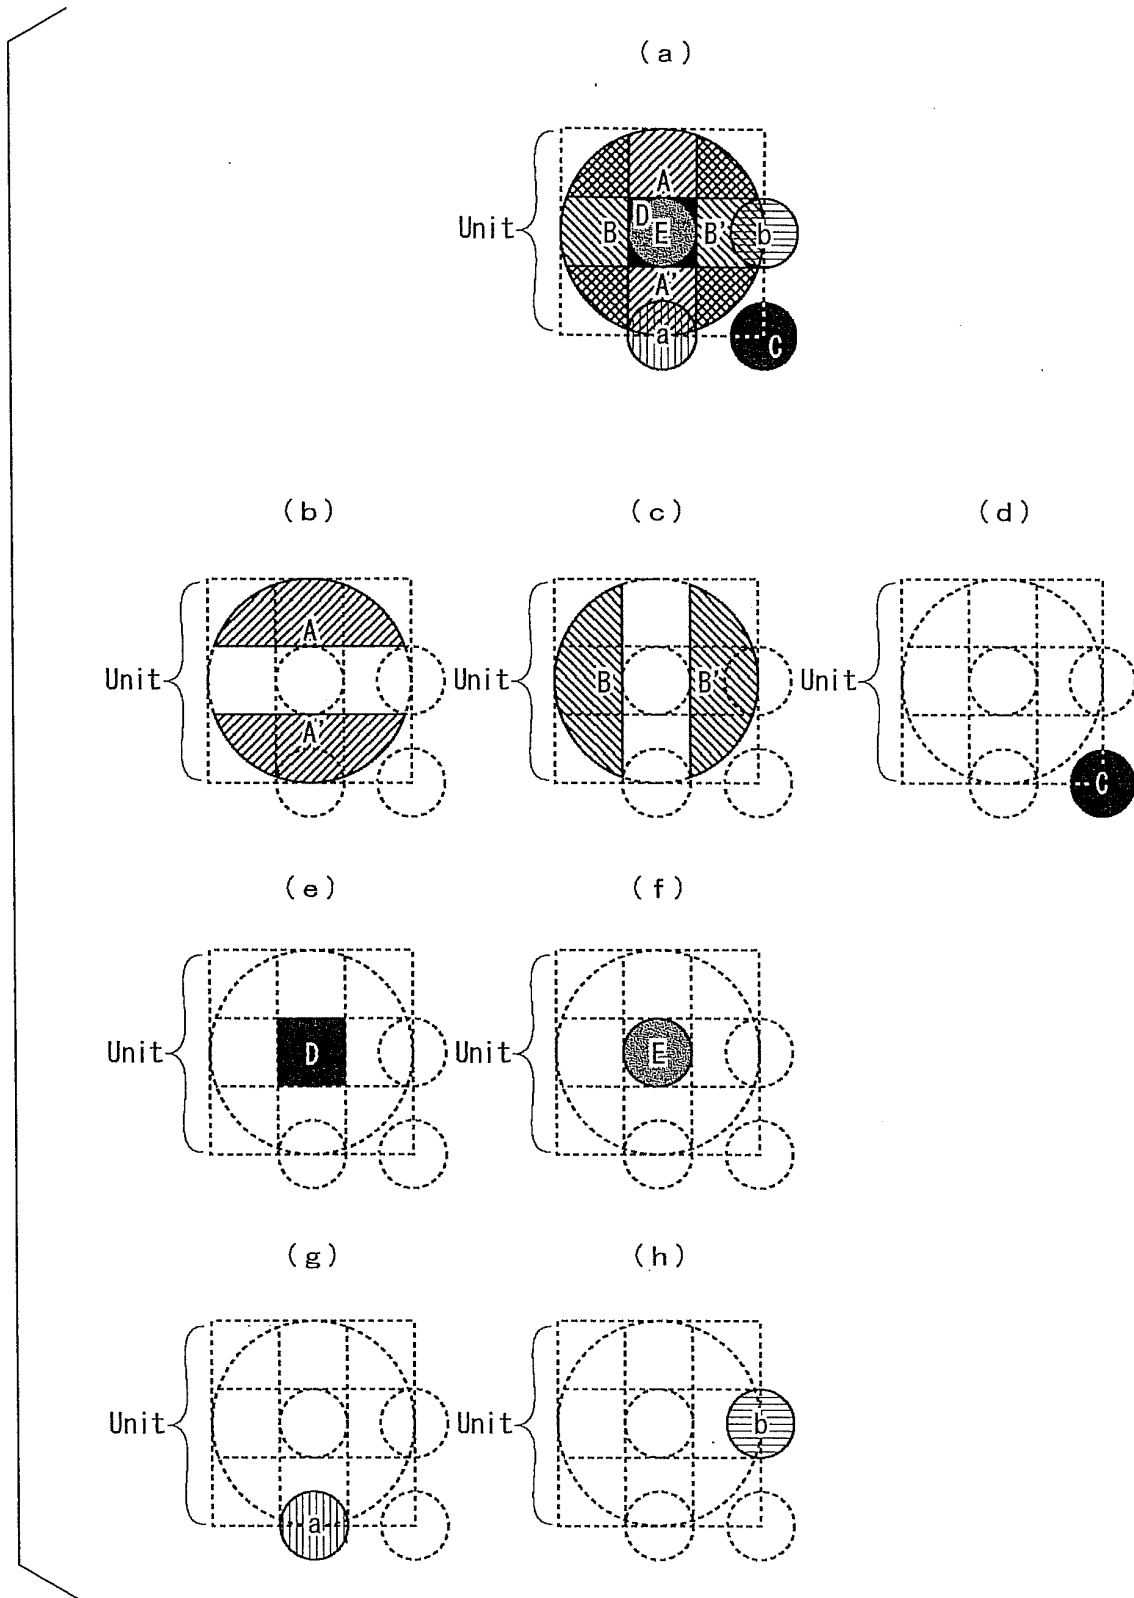 (a)
A
D
Unit B E B' b
A'
a
C
(b) (c) (d)
A
Unit Unit B B' Unit
A'
C
(e) (f)
Unit D Unit E
(g) (h)
Unit Unit b
a